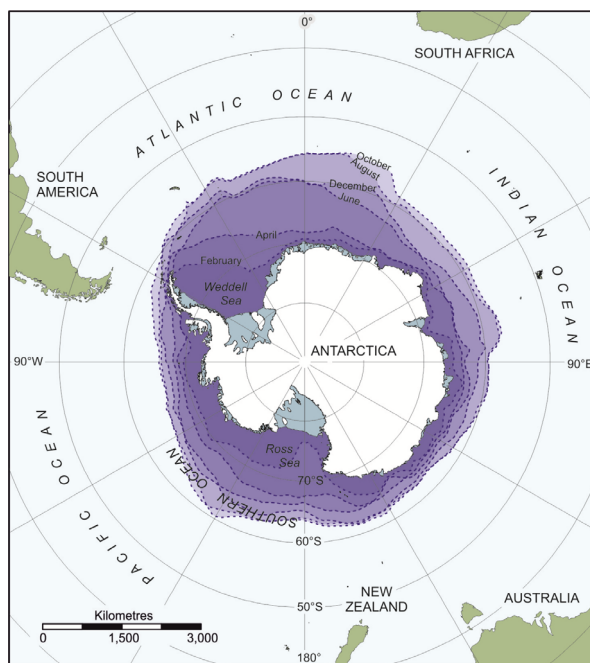 0°
SOUTH AFRICA
ATLANTIC OCEAN
SOUTH
AMERICA
INDIAN OCEAN
October
August
December
June
April
February
Weddell
Sea
90°W
ANTARCTICA
90°E
Ross
Sea
70°S
SOUTHERN OCEAN
PACIFIC OCEAN
60°S
50°S
NEW
ZEALAND
AUSTRALIA
Kilometres
0 1,500 3,000
180°